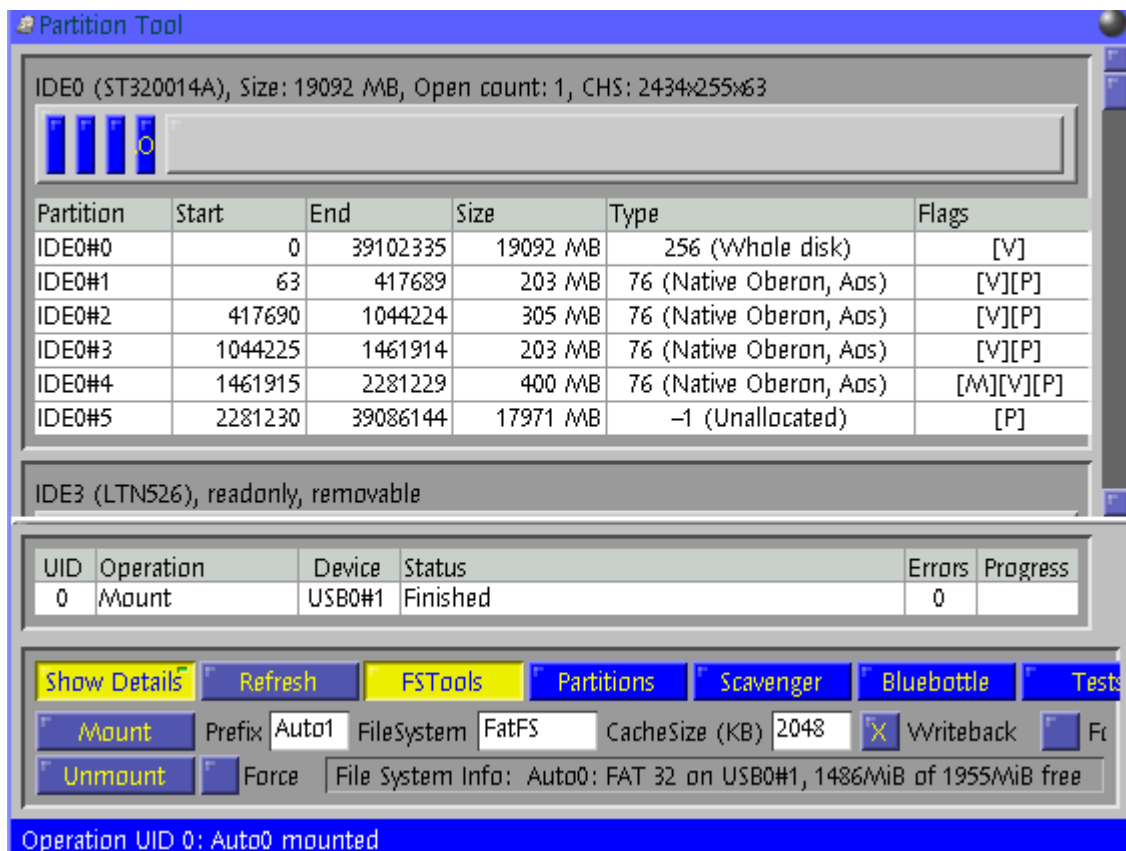 Partition Tool
IDE0 (ST320014A), Size: 19092 MB, Open count: 1, CHS: 2434x255x63
.O
Partition Start End Size Type Flags
IDE0#0 0 39102335 19092 MB 256 (Whole disk) [V]
IDE0#1 63 417689 203 MB 76 (Native Oberon, Aos) [V][P]
IDE0#2 417690 1044224 305 MB 76 (Native Oberon, Aos) [V][P]
IDE0#3 1044225 1461914 203 MB 76 (Native Oberon, Aos) [V][P]
IDE0#4 1461915 2281229 400 MB 76 (Native Oberon, Aos) [M][V][P]
IDE0#5 2281230 39086144 17971 MB –1 (Unallocated) [P]
IDE3 (LTN526), readonly, removable
UID Operation Device Status Errors Progress
0 Mount USB0#1 Finished 0
Show Details Refresh FSTools Partitions Scavenger Bluebottle Tests
Mount Prefix Auto1 FileSystem FatFS CacheSize (KB) 2048 X Writeback
Unmount Force File System Info: Auto0: FAT 32 on USB0#1, 1486MiB of 1955MiB free
Operation UID 0: Auto0 mounted